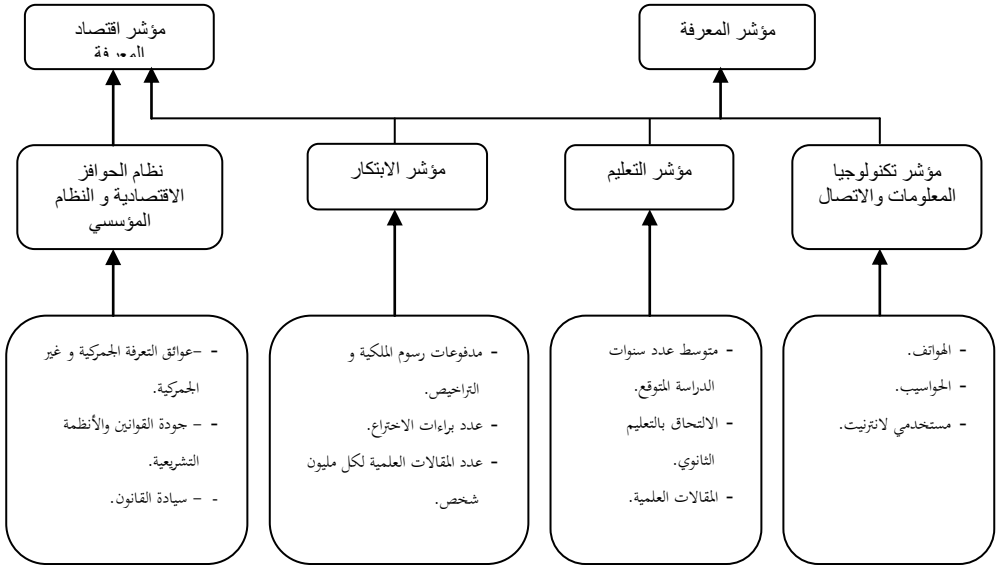 مؤشر المعرفة
مؤشر اقتصاد
المعرفة
مؤشر تكنولوجيا
المعلومات والاتصال
مؤشر التعليم
مؤشر الابتكار
نظام الحوافز
الاقتصادية و النظام
المؤسسي
- الهواتف.
- الحواسيب.
- مستخدمي لانترنيت.
- متوسط عدد سنوات
الدراسة المتوقع.
- الالتحاق بالتعليم
الثانوي.
- المقالات العلمية.
- مدفوعات رسوم الملكية و
التراخيص.
- عدد براءات الاختراع.
- عدد المقالات العلمية لكل مليون
شخص.
- -عوائق التعرفة الجمركية و غير
الجمركية.
- - جودة القوانين والأنظمة
التشريعية.
- - سيادة القانون.